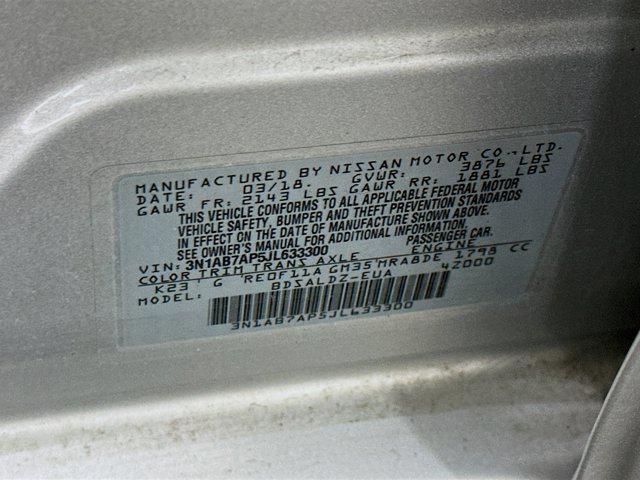 MANUFACTURED BY NISSAN MOTOR CO.,LTD.
DATE: 03/18. GVWR: 3876 LBS
GAWR FR: 2143 LBS GAWR RR: 1881 LBS
THIS VEHICLE CONFORMS TO ALL APPLICABLE FEDERAL MOTOR
VEHICLE SAFETY, BUMPER AND THEFT PREVENTION STANDARDS
IN EFFECT ON THE DATE OF MANUFACTURE SHOWN ABOVE.
SEE OWNER'S MANUAL FOR ADDITIONAL INFORMATION
VIN: 3N1AB7AP5JL633300 PASSENGER CAR.
COLOR TRIM TRANS AXLE ENGINE
K23 G RE0F11A GM35 MRA8DE 1798 CC
MODEL: BDSALDZ-EUA 4Z000
3N1AB7AP5JL633300